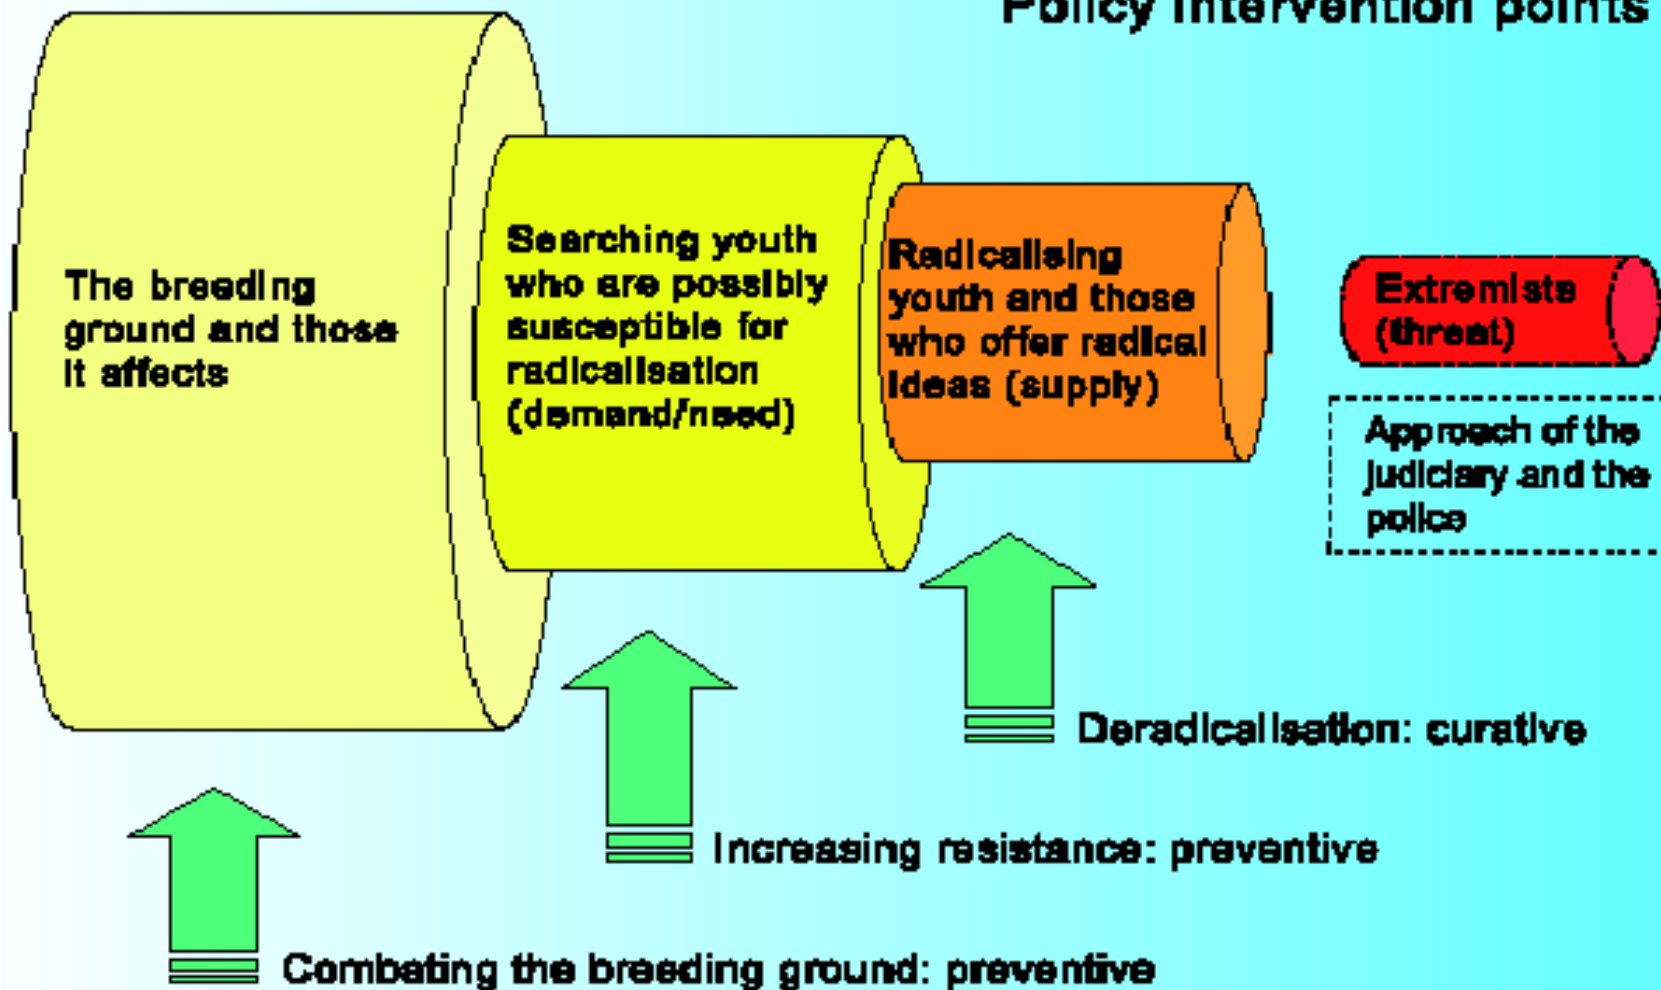 Policy intervention points
The breeding
ground and those
it affects
Searching youth
who are possibly
susceptible for
radicalisation
(demand/need)
Radicalising
youth and those
who offer radical
ideas (supply)
Extremists
(threat)
Approach of the
judiciary and the
police
Deradicalisation: curative
Increasing resistance: preventive
Combating the breeding ground: preventive